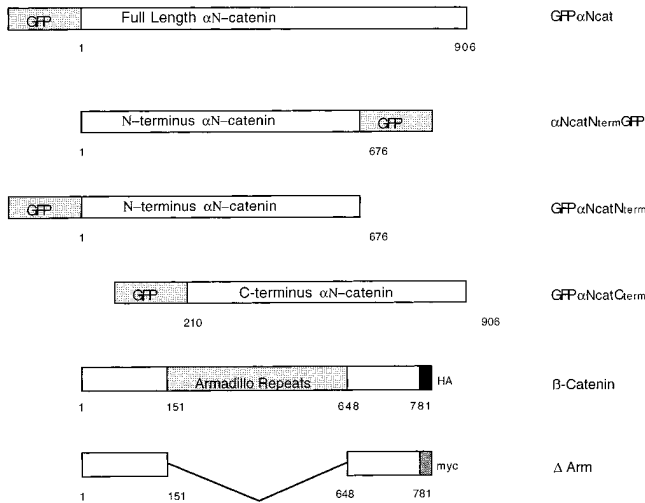 GFP Full Length αN–catenin GFPαNcat
1 906
N–terminus αN–catenin GFP αNcatNtermGFP
1 676
GFP N–terminus αN–catenin GFPαNcatNterm
1 676
GFP C-terminus αN–catenin GFPαNcatCterm
210 906
Armadillo Repeats HA ß-Catenin
1 151 648 781
myc Δ Arm
1 151 648 781